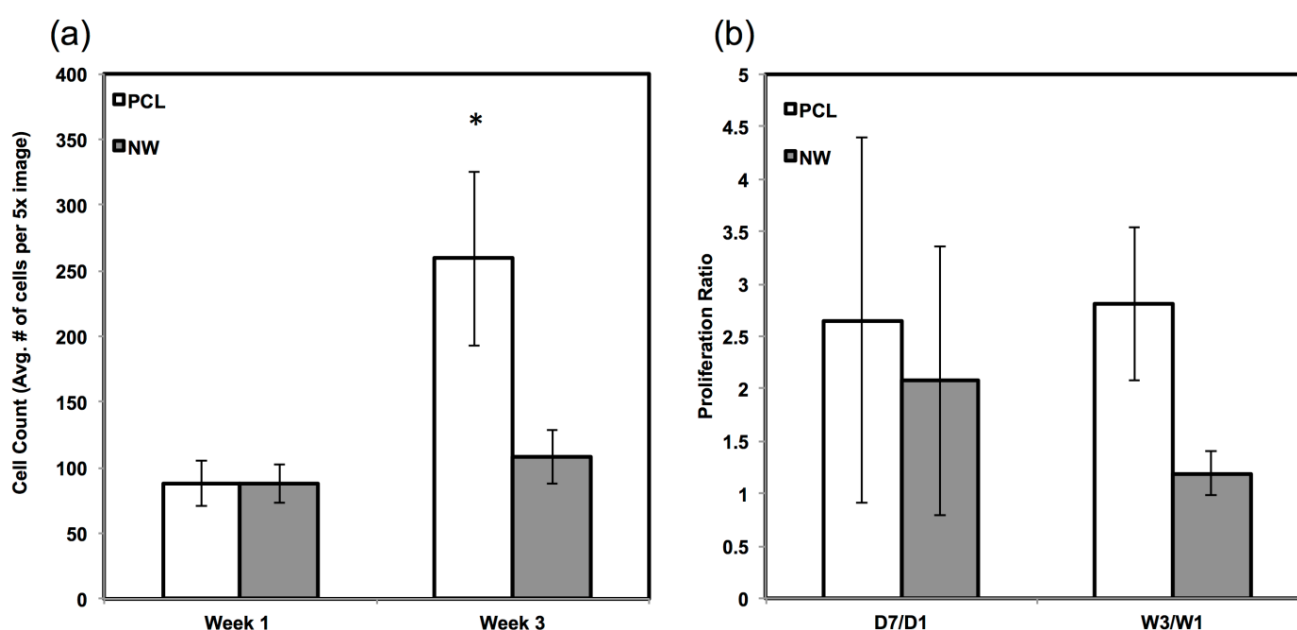 (a)
Cell Count (Avg. # of cells per 5x image)
400
350
300
250
200
150
100
50
0
PCL
NW
*
Week 1
Week 3
(b)
Proliferation Ratio
5
4.5
4
3.5
3
2.5
2
1.5
1
0.5
0
PCL
NW
D7/D1
W3/W1